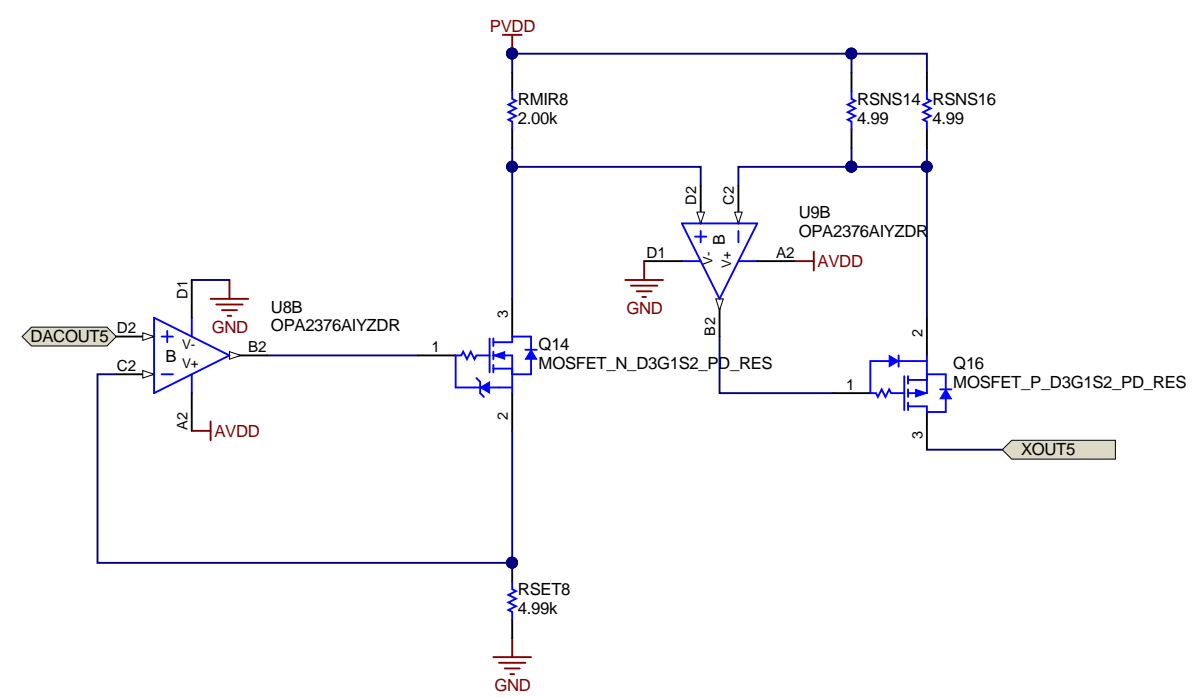 PVDD
RMIR8
2.00k
RSNS14
4.99
RSNS16
4.99
D2
C2
U9B
OPA2376AIYZDR
+
B
−
D1
V-
V+
A2
AVDD
GND
B2
D1
GND
U8B
OPA2376AIYZDR
DACOUT5
D2
+
V-
B
V+
C2
−
B2
A2
AVDD
3
1
Q14
MOSFET_N_D3G1S2_PD_RES
2
2
Q16
MOSFET_P_D3G1S2_PD_RES
1
3
XOUT5
RSET8
4.99k
GND